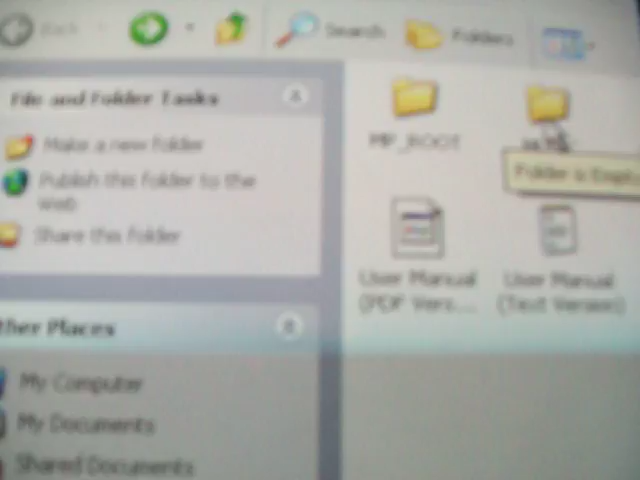 Back
Search
Folders
File and Folder Tasks
Make a new folder
Publish this folder to the
web
Share this folder
Other Places
My Computer
My Documents
Shared Documents
MP_ROOT
Folder is Empty
User Manual
(PDF Vers...
User Manual
(Text Version)